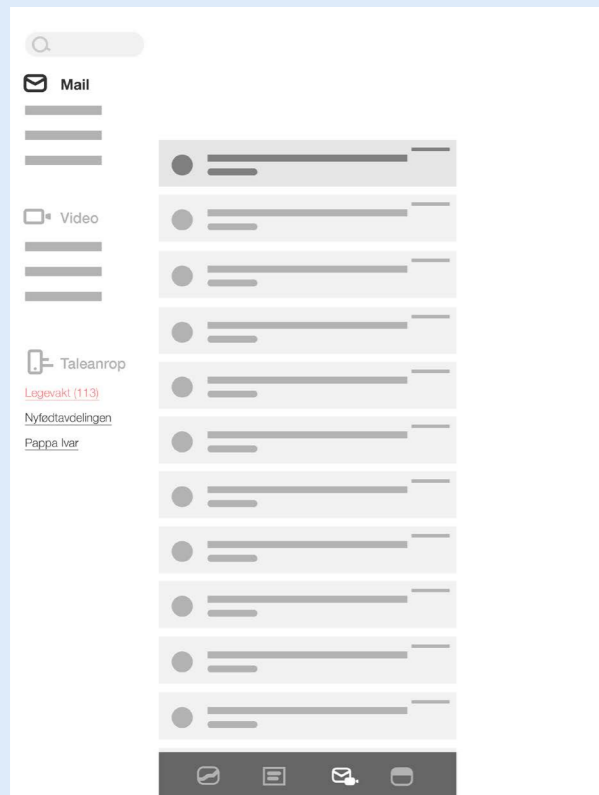 Mail
Video
Taleanrop
Legevakt (113)
Nyfødtavdelingen
Pappa Ivar